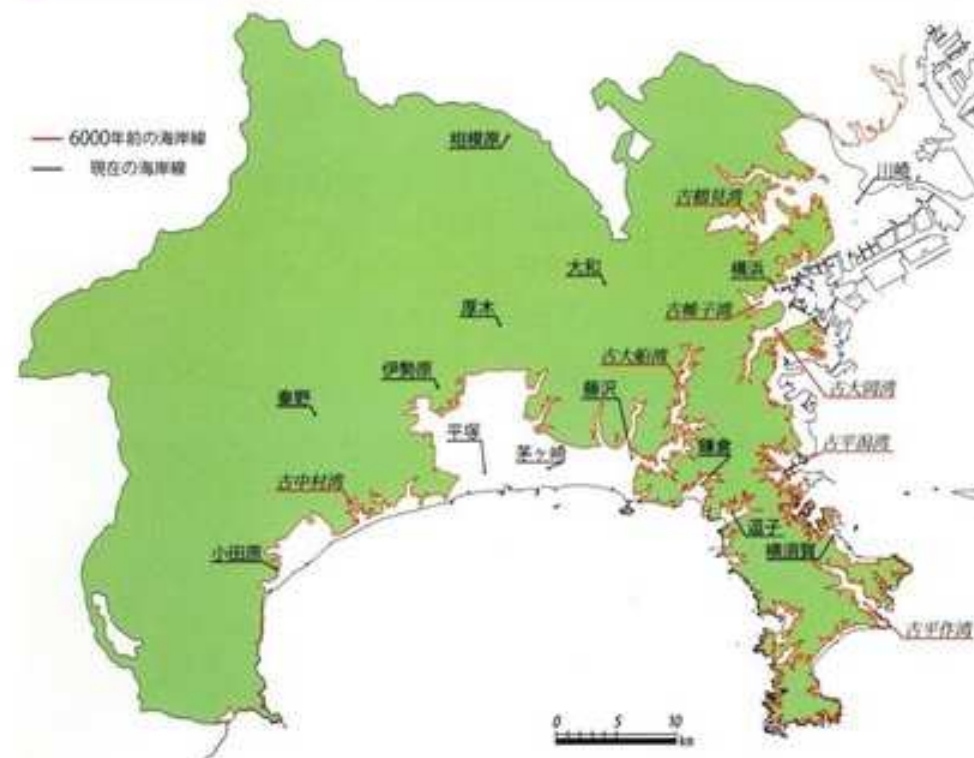 6000年前の海岸線
現在の海岸線
相模原
川崎
古鶴見湾
大和
横浜
厚木
古帷子湾
伊勢原
古大船湾
秦野
藤沢
古大岡湾
平塚
茅ヶ崎
鎌倉
古平潟湾
古中村湾
小田原
逗子
横須賀
古平作湾
0 5 10
km